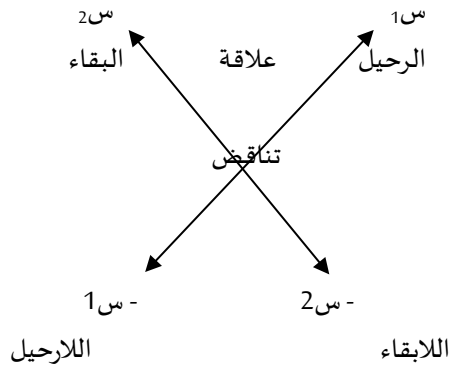 س1 س2
الرحيل علاقة البقاء
تناقض
- س2 - س1
اللابقاء اللارحيل